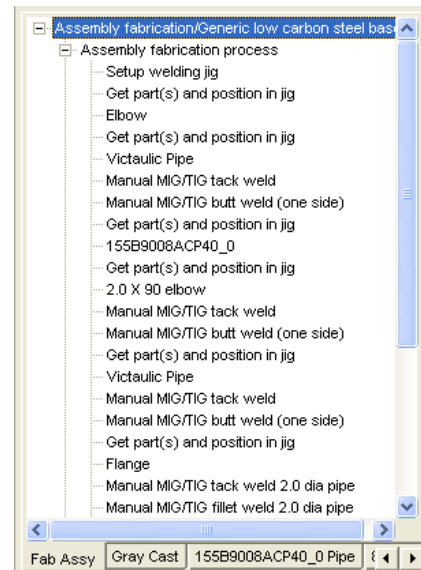 Assembly fabrication/Generic low carbon steel bas
Assembly fabrication process
Setup welding jig
Get part(s) and position in jig
Elbow
Get part(s) and position in jig
Victaulic Pipe
Manual MIG/TIG tack weld
Manual MIG/TIG butt weld (one side)
Get part(s) and position in jig
155B9008ACP40_0
Get part(s) and position in jig
2.0 X 90 elbow
Manual MIG/TIG tack weld
Manual MIG/TIG butt weld (one side)
Get part(s) and position in jig
Victaulic Pipe
Manual MIG/TIG tack weld
Manual MIG/TIG butt weld (one side)
Get part(s) and position in jig
Flange
Manual MIG/TIG tack weld 2.0 dia pipe
Manual MIG/TIG fillet weld 2.0 dia pipe
Fab Assy Gray Cast 155B9008ACP40_0 Pipe